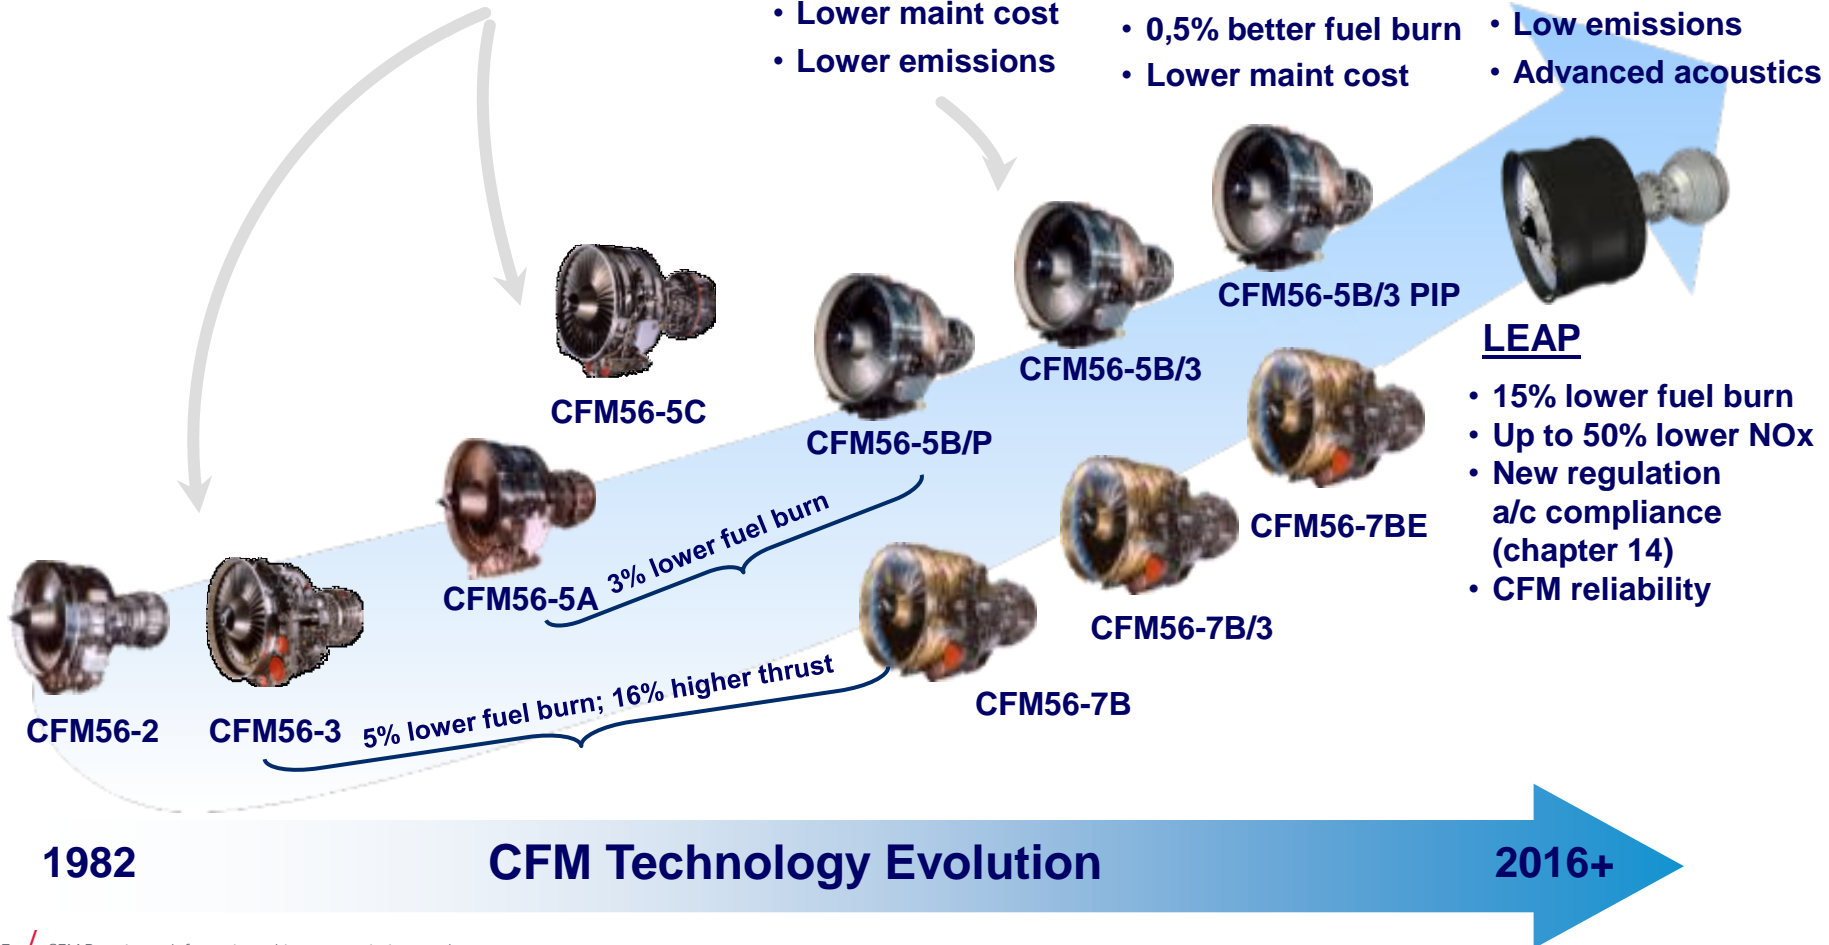 • Lower maint cost
• Lower emissions
• 0,5% better fuel burn
• Lower maint cost
• Low emissions
• Advanced acoustics
CFM56-5B/3 PIP
LEAP
• 15% lower fuel burn
• Up to 50% lower NOx
• New regulation
a/c compliance
(chapter 14)
• CFM reliability
CFM56-5B/3
CFM56-5C
CFM56-5B/P
CFM56-7BE
3% lower fuel burn
CFM56-5A
CFM56-7B/3
5% lower fuel burn; 16% higher thrust
CFM56-7B
CFM56-2
CFM56-3
1982
CFM Technology Evolution
2016+